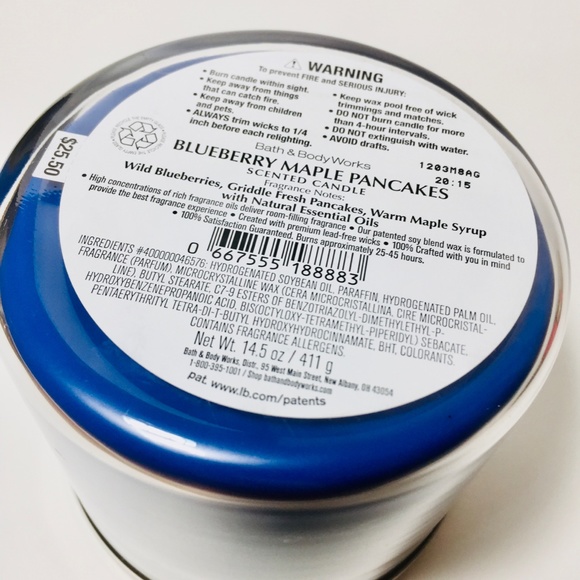 ⚠ WARNING
To prevent FIRE and SERIOUS INJURY:
• Burn candle within sight.
• Keep away from things
that can catch fire.
• Keep away from children
and pets.
• ALWAYS trim wicks to 1/4
inch before each relighting.
• Keep wax pool free of wick
trimmings and matches.
• DO NOT burn candle for more
than 4-hour intervals.
• DO NOT extinguish with water.
• AVOID drafts.
$25.50
Bath & Body Works
1203M8AG
20:15
BLUEBERRY MAPLE PANCAKES
SCENTED CANDLE
Fragrance Notes:
Wild Blueberries, Griddle Fresh Pancakes, Warm Maple Syrup
with Natural Essential Oils
• High concentrations of rich fragrance oils deliver room-filling fragrance • Our patented soy blend wax is formulated to
provide the best fragrance experience • Created with premium lead-free wicks • 100% Crafted with you in mind
• 100% Satisfaction Guaranteed. Burns approximately 25-45 hours.
0 667555 188883
INGREDIENTS #400000046576: HYDROGENATED SOYBEAN OIL, PARAFFIN, HYDROGENATED PALM OIL,
FRAGRANCE (PARFUM), MICROCRYSTALLINE WAX (CERA MICROCRISTALLINA, CIRE MICROCRISTAL-
LINE), BUTYL STEARATE, C7-9 ESTERS OF BENZOTRIAZOLYL-DIMETHYLETHYL-P-
HYDROXYBENZENEPROPANOIC ACID, BIS(OCTYLOXY-TETRAMETHYL-PIPERIDYL) SEBACATE,
PENTAERYTHRITYL TETRA-DI-T-BUTYL HYDROXYHYDROCINNAMATE, BHT, COLORANTS.
CONTAINS FRAGRANCE ALLERGENS.
Net Wt. 14.5 oz / 411 g
Bath & Body Works, Distr., 95 West Main Street, New Albany, OH 43054
1-800-395-1001 / Shop bathandbodyworks.com
pat. www.lb.com/patents